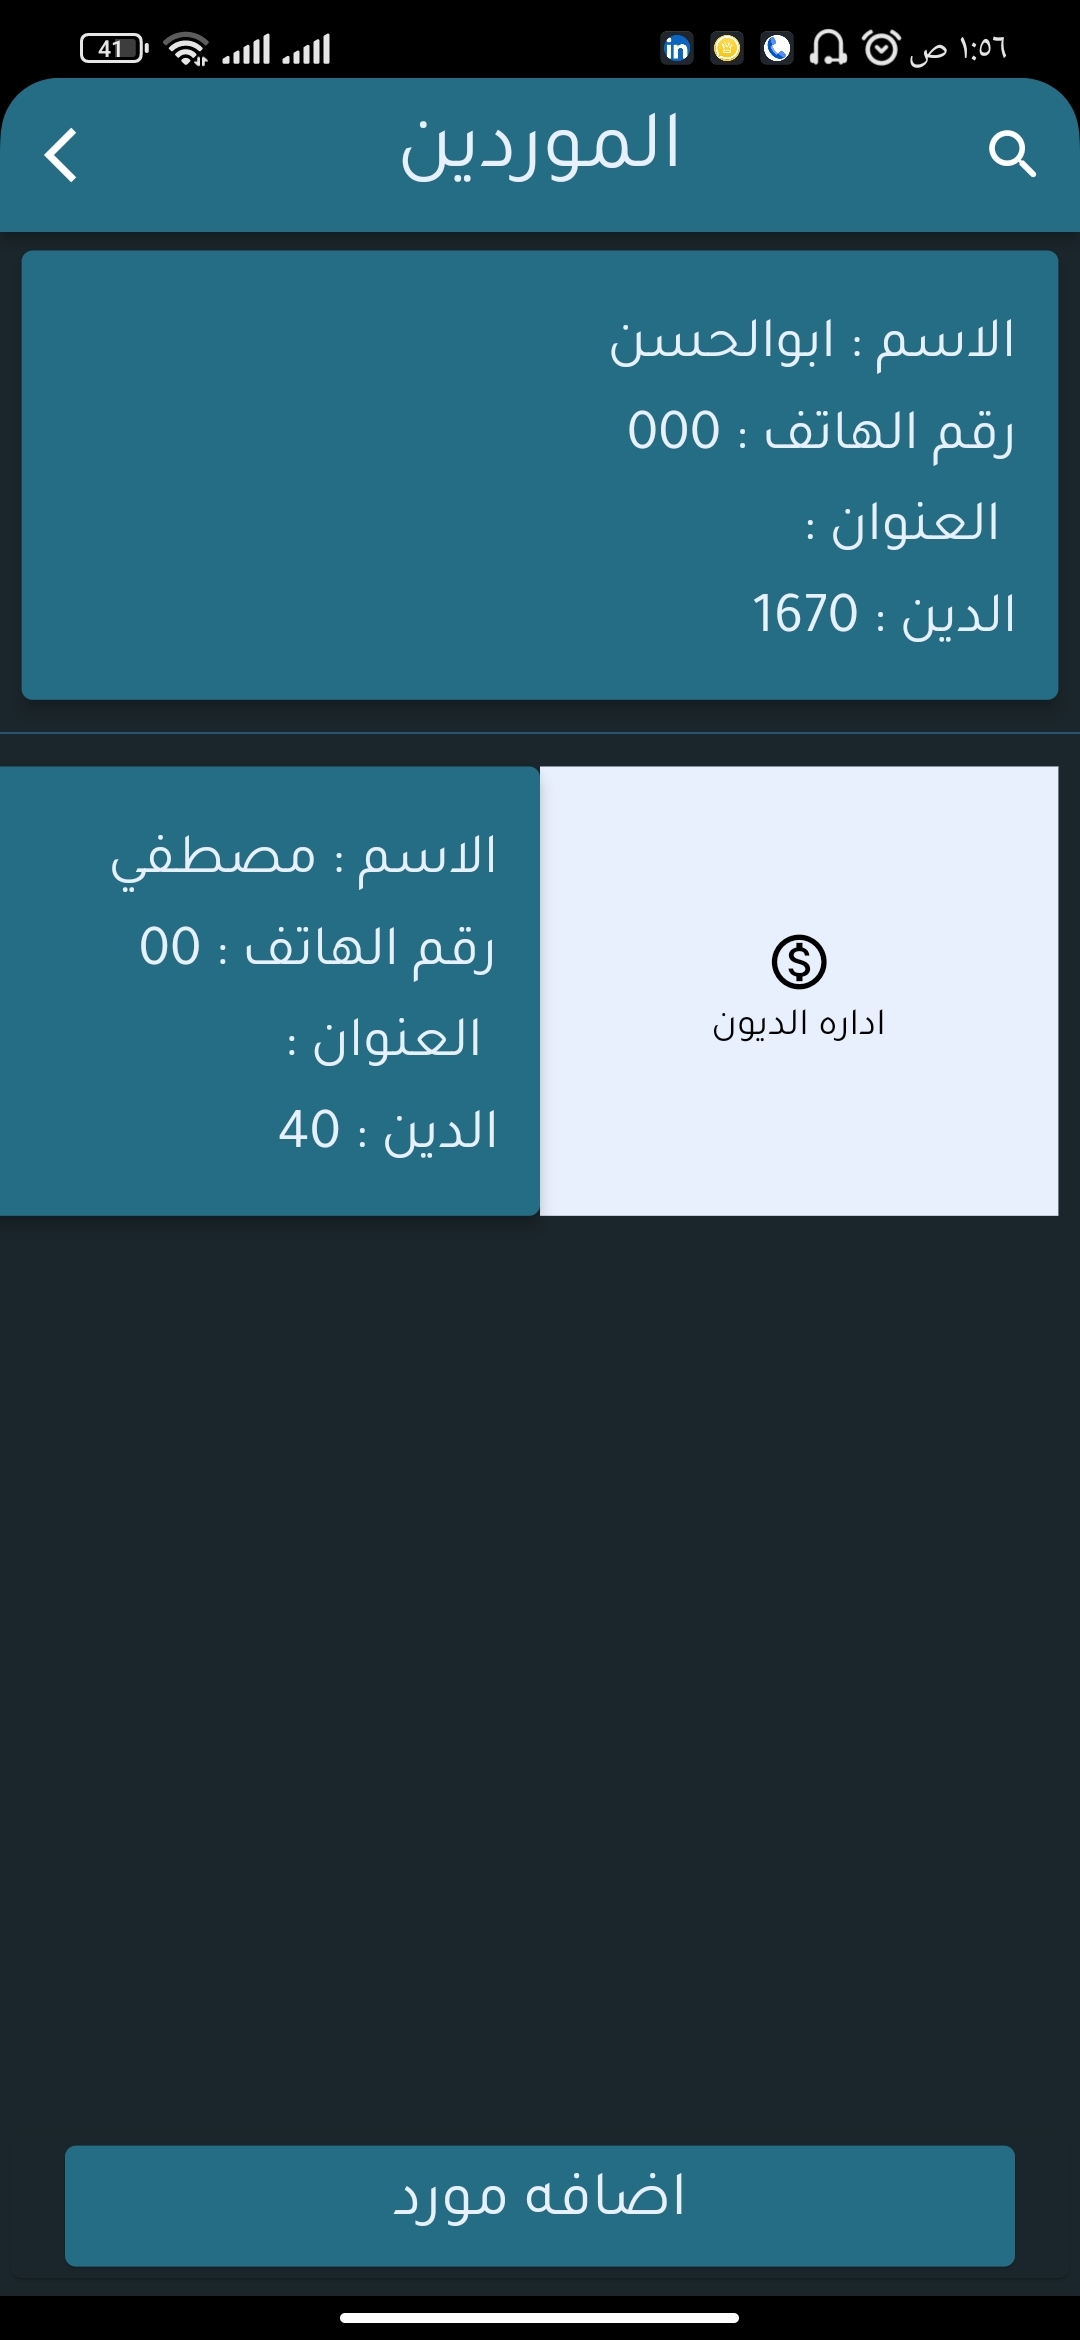 ١:٥٦ ص
41
الموردين
الاسم : ابوالحسن
رقم الهاتف : 000
العنوان :
الدين : 1670
اداره الديون
الاسم : مصطفي
رقم الهاتف : 00
العنوان :
الدين : 40
اضافه مورد